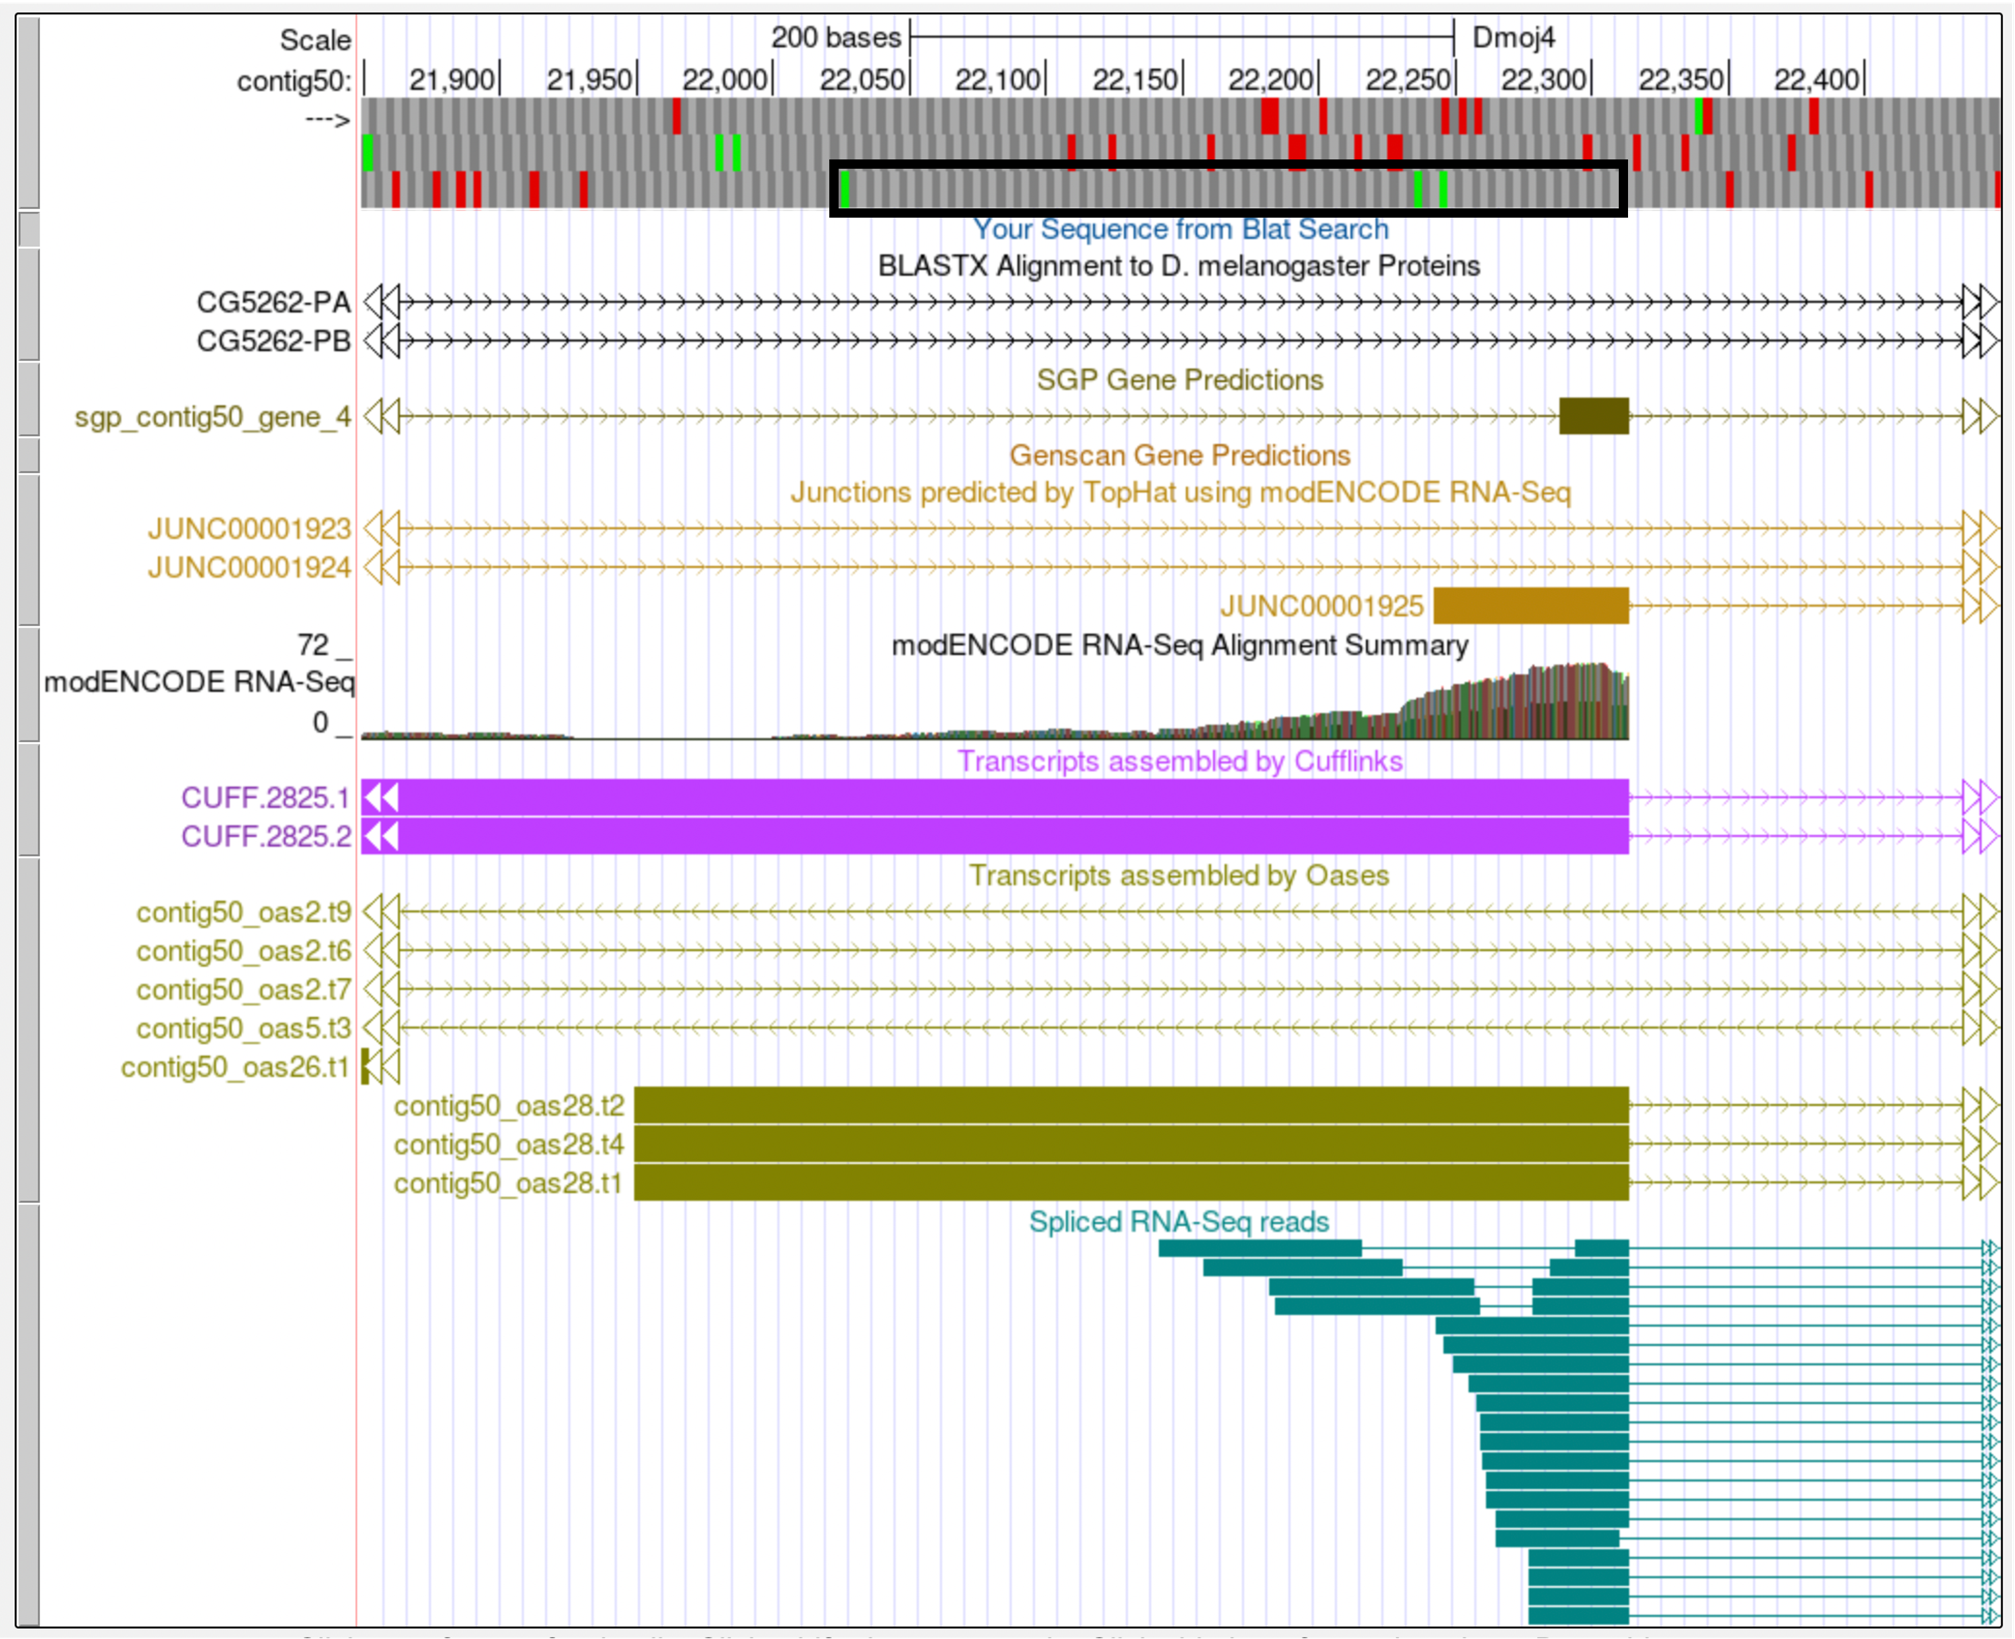 Scale 200 bases Dmoj4
contig50: 21,900 21,950 22,000 22,050 22,100 22,150 22,200 22,250 22,300 22,350 22,400
--->
Your Sequence from Blat Search
BLASTX Alignment to D. melanogaster Proteins
CG5262-PA
CG5262-PB
SGP Gene Predictions
sgp_contig50_gene_4
Genscan Gene Predictions
Junctions predicted by TopHat using modENCODE RNA-Seq
JUNC00001923
JUNC00001924
JUNC00001925
72 _ modENCODE RNA-Seq Alignment Summary
modENCODE RNA-Seq
0 _
Transcripts assembled by Cufflinks
CUFF.2825.1
CUFF.2825.2
Transcripts assembled by Oases
contig50_oas2.t9
contig50_oas2.t6
contig50_oas2.t7
contig50_oas5.t3
contig50_oas26.t1
contig50_oas28.t2
contig50_oas28.t4
contig50_oas28.t1
Spliced RNA-Seq reads